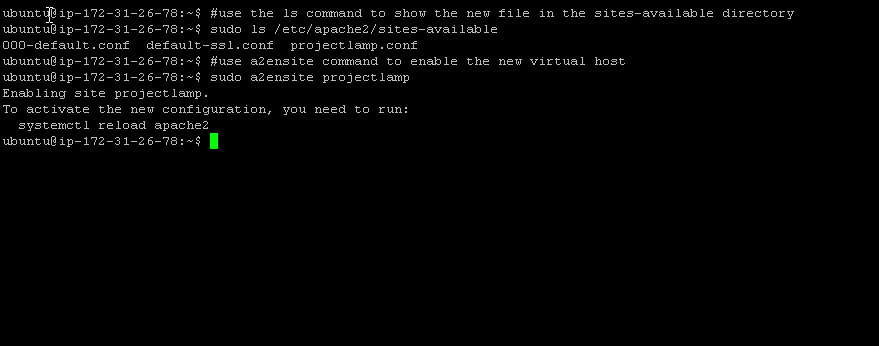 ubuntu@ip-172-31-26-78:~$ #use the ls command to show the new file in the sites-available directory
ubuntu@ip-172-31-26-78:~$ sudo ls /etc/apache2/sites-available
000-default.conf  default-ssl.conf  projectlamp.conf
ubuntu@ip-172-31-26-78:~$ #use a2ensite command to enable the new virtual host
ubuntu@ip-172-31-26-78:~$ sudo a2ensite projectlamp
Enabling site projectlamp.
To activate the new configuration, you need to run:
  systemctl reload apache2
ubuntu@ip-172-31-26-78:~$